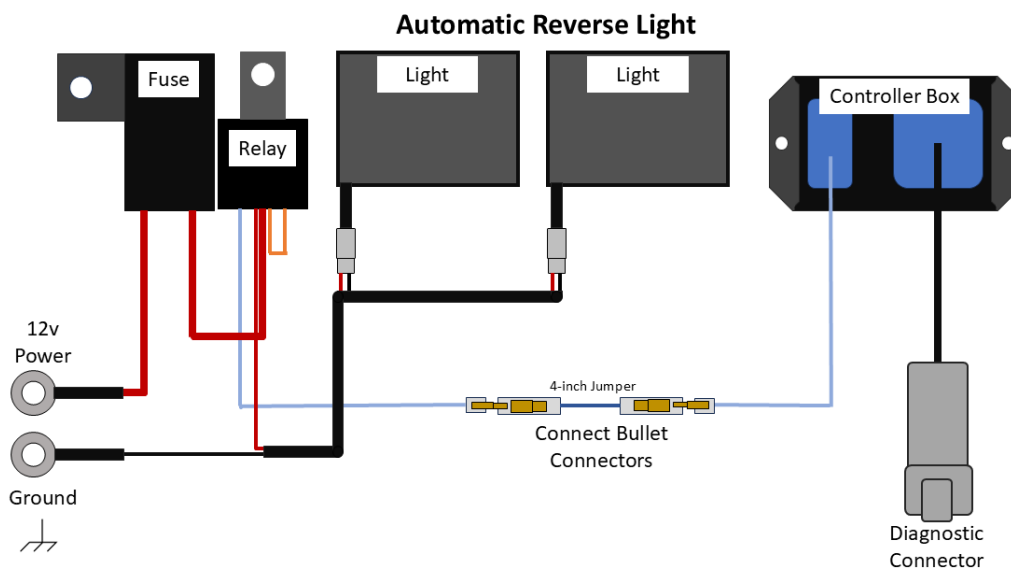 Automatic Reverse Light
Fuse
Relay
Light
Light
Controller Box
12v
Power
4-inch Jumper
Connect Bullet
Connectors
Ground
Diagnostic
Connector